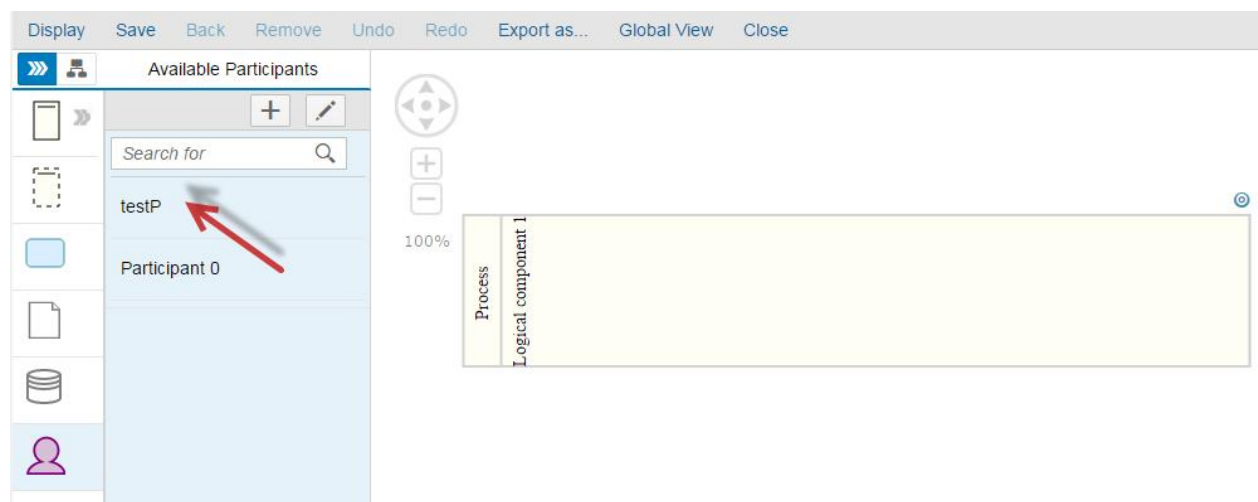 Display Save Back Remove Undo Redo Export as... Global View Close
Available Participants
Search for
testP
Participant 0
100%
Process
Logical component 1